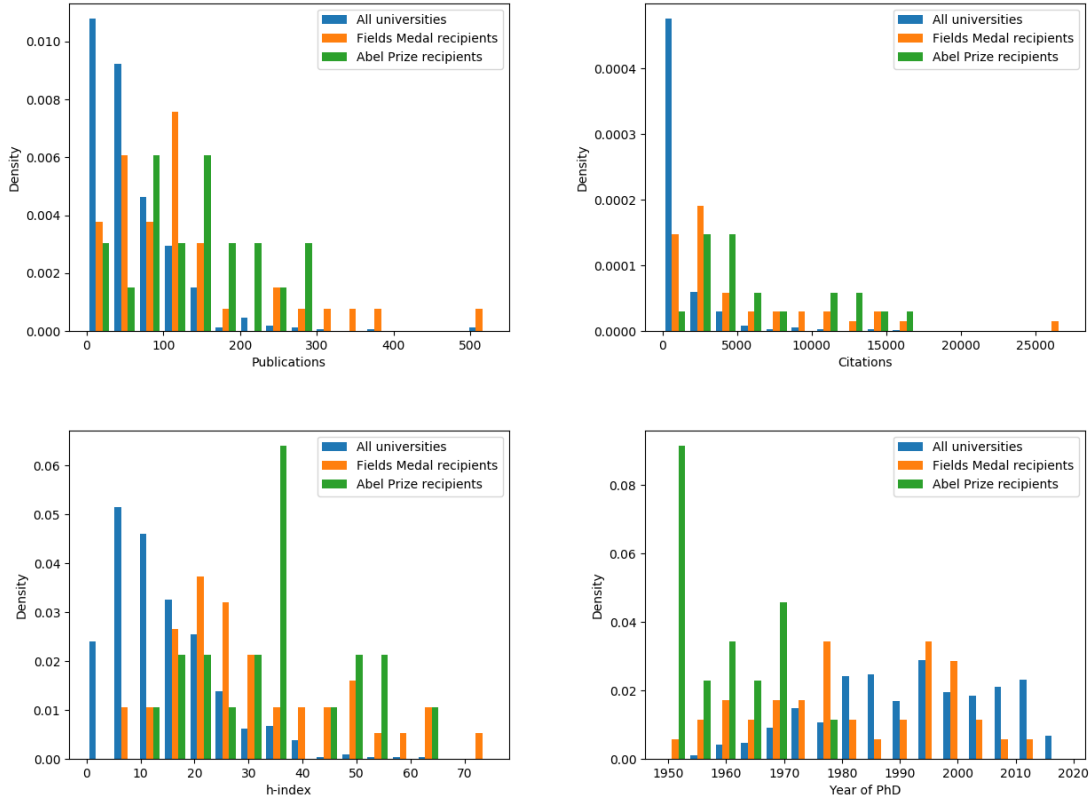 All universities
Fields Medal recipients
Abel Prize recipients
0.010
0.008
0.006
0.004
0.002
0.000
Density
0 100 200 300 400 500
Publications
All universities
Fields Medal recipients
Abel Prize recipients
0.0004
0.0003
0.0002
0.0001
0.0000
Density
0 5000 10000 15000 20000 25000
Citations
All universities
Fields Medal recipients
Abel Prize recipients
0.06
0.05
0.04
0.03
0.02
0.01
0.00
Density
0 10 20 30 40 50 60 70
h-index
All universities
Fields Medal recipients
Abel Prize recipients
0.08
0.06
0.04
0.02
0.00
Density
1950 1960 1970 1980 1990 2000 2010 2020
Year of PhD